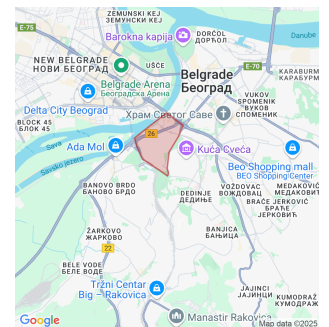 ZEMUNSKI KEJ
ЗЕМУНСКИ КЕЈ
E-75
Barokna kapija
DORĆOL
ДОРЋОЛ
Danube
NEW BELGRADE
НОВИ БЕОГРАД
UŠĆE
УШЋЕ
E-70
Belgrade
Београд
KARABURMA
КАРАБУРМА
Belgrade Arena
Београдска Арена
Delta City Beograd
VUKOV
SPOMENIK
ВУКОВ
СПОМЕНИК
Храм Светог Саве
BLOCK 45
БЛОК 45
26
Sava
Ada Mol
Kuća Cveća
Beo Shopping mall
BEO Shopping Center
Savsko jezero
BANOVO BRDO
БАНОВО БРДО
DEDINJE
ДЕДИЊЕ
VOŽDOVAC
ВОЖДОВАЦ
MEDAKOVIĆ
МЕДАКОВИЋ
BRAĆE JERKOVIĆ
БРАЋЕ
ЈЕРКОВИЋ
ŽARKOVO
ЖАРКОВО
BANJICA
БАЊИЦА
22
BELE VODE
БЕЛЕ ВОДЕ
Tržni Centar
Big – Rakovica
JAJINCI
ЈАЈИНЦИ
KUMODRAŽ
КУМОДРАЖ
Manastir Rakovica
Google
Map data ©2025